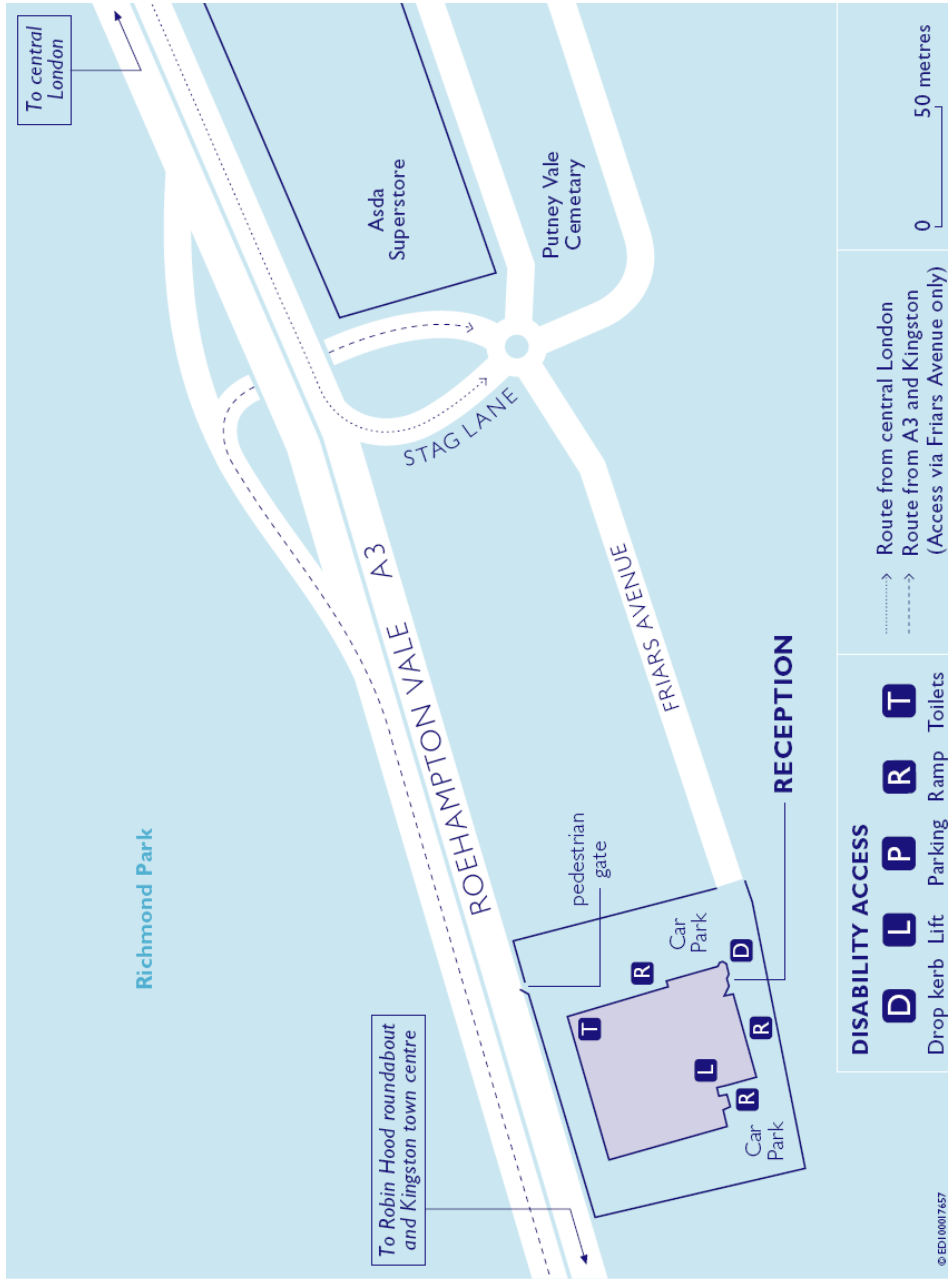 To central
London
Richmond Park
Asda
Superstore
Putney Vale
Cemetary
STAG LANE
ROEHAMPTON VALE A3
FRIARS AVENUE
To Robin Hood roundabout
and Kingston town centre
pedestrian
gate
Car
Park
R
D
T
L
R
R
Car
Park
RECEPTION
DISABILITY ACCESS
D L P R T
Drop kerb Lift Parking Ramp Toilets
Route from central London
Route from A3 and Kingston
(Access via Friars Avenue only)
0 50 metres
© EDI00017657